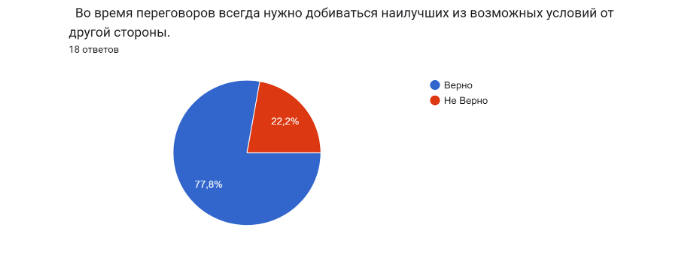 Во время переговоров всегда нужно добиваться наилучших из возможных условий от
другой стороны.
18 ответов
Верно
Не Верно
22,2%
77,8%